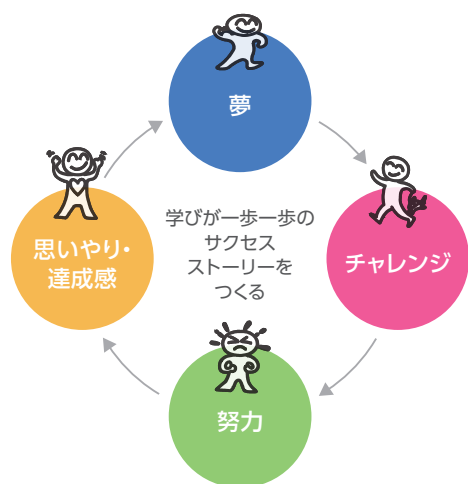 夢
チャレンジ
努力
思いやり・
達成感
学びが一歩一歩の
サクセス
ストーリーを
つくる